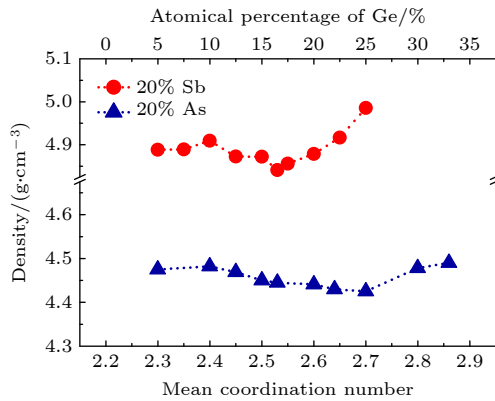 Atomical percentage of Ge/%
0 5 10 15 20 25 30 35
5.1
20% Sb
5.0
20% As
4.9
Density/(g·cm−3)
4.6
4.5
4.4
4.3
2.2 2.3 2.4 2.5 2.6 2.7 2.8 2.9
Mean coordination number